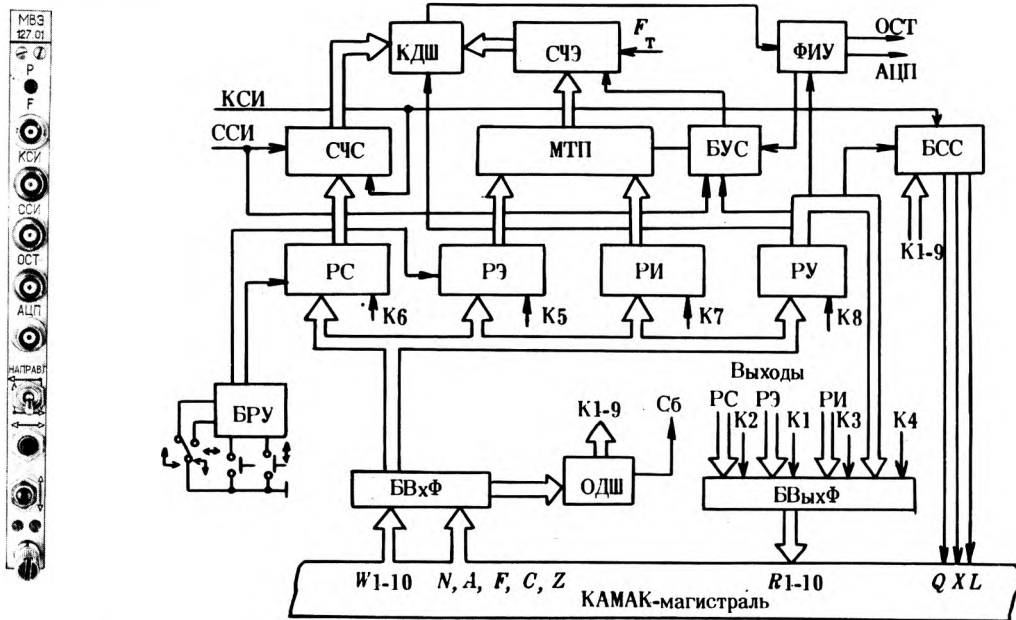 МВЭ
127.01
Р
F
КСИ
ССИ
ОСТ
АЦП
НАПРАВЛ
КДШ
СЧЭ
Fт
ФИУ
ОСТ
АЦП
КСИ
ССИ
СЧС
МТП
БУС
БСС
К1-9
РС
РЭ
РИ
РУ
К6
К5
К7
К8
БРУ
Выходы
РС
К2
РЭ
К1
РИ
К3
К4
К1-9
Сб
БВхФ
ОДШ
БВыхФ
W1-10
N, A, F, C, Z
R1-10
Q X L
КАМАК-магистраль